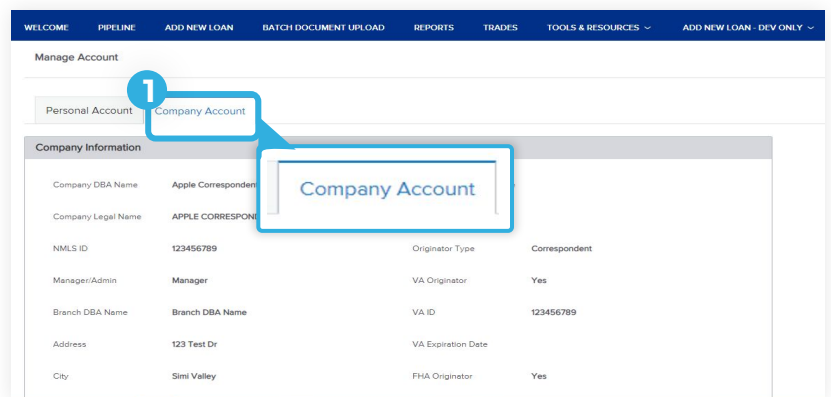 WELCOME PIPELINE ADD NEW LOAN BATCH DOCUMENT UPLOAD REPORTS TRADES TOOLS & RESOURCES ADD NEW LOAN - DEV ONLY
Manage Account
1
Personal Account Company Account
Company Information
Company Account
Company DBA Name Apple Correspondent
Company Legal Name APPLE
NMLS ID 123456789 Originator Type Correspondent
Manager/Admin Manager VA Originator Yes
Branch DBA Name Branch DBA Name VA ID 123456789
Address 123 Test Dr VA Expiration Date
City Simi Valley FHA Originator Yes